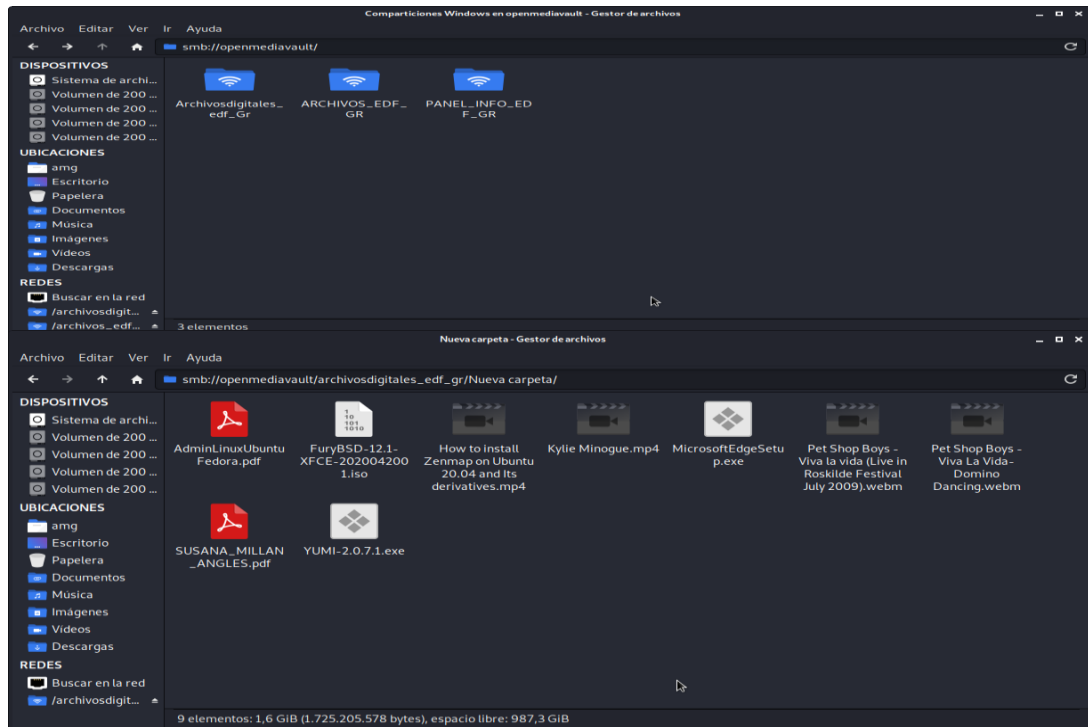 Comparticiones Windows en openmediavault - Gestor de archivos
Archivo Editar Ver Ir Ayuda
smb://openmediavault/
DISPOSITIVOS
Sistema de archi...
Volumen de 200 ...
Volumen de 200 ...
Volumen de 200 ...
Volumen de 200 ...
UBICACIONES
amg
Escritorio
Papelera
Documentos
Música
Imágenes
Vídeos
Descargas
REDES
Buscar en la red
/archivosdigit...
/archivos_edf...
Archivosdigitales_
edf_Gr
ARCHIVOS_EDF_
GR
PANEL_INFO_ED
F_GR
3 elementos
Nueva carpeta - Gestor de archivos
Archivo Editar Ver Ir Ayuda
smb://openmediavault/archivosdigitales_edf_gr/Nueva carpeta/
DISPOSITIVOS
Sistema de archi...
Volumen de 200 ...
Volumen de 200 ...
Volumen de 200 ...
Volumen de 200 ...
UBICACIONES
amg
Escritorio
Papelera
Documentos
Música
Imágenes
Vídeos
Descargas
REDES
Buscar en la red
/archivosdigit...
AdminLinuxUbuntu
Fedora.pdf
1
10
101
1010
FuryBSD-12.1-
XFCE-202004200
1.iso
How to install
Zenmap on Ubuntu
20.04 and Its
derivatives.mp4
Kylie Minogue.mp4
MicrosoftEdgeSetu
p.exe
Pet Shop Boys -
Viva la vida (Live in
Roskilde Festival
July 2009).webm
Pet Shop Boys -
Viva La Vida-
Domino
Dancing.webm
SUSANA_MILLAN
_ANGLES.pdf
YUMI-2.0.7.1.exe
9 elementos: 1,6 GiB (1.725.205.578 bytes), espacio libre: 987,3 GiB